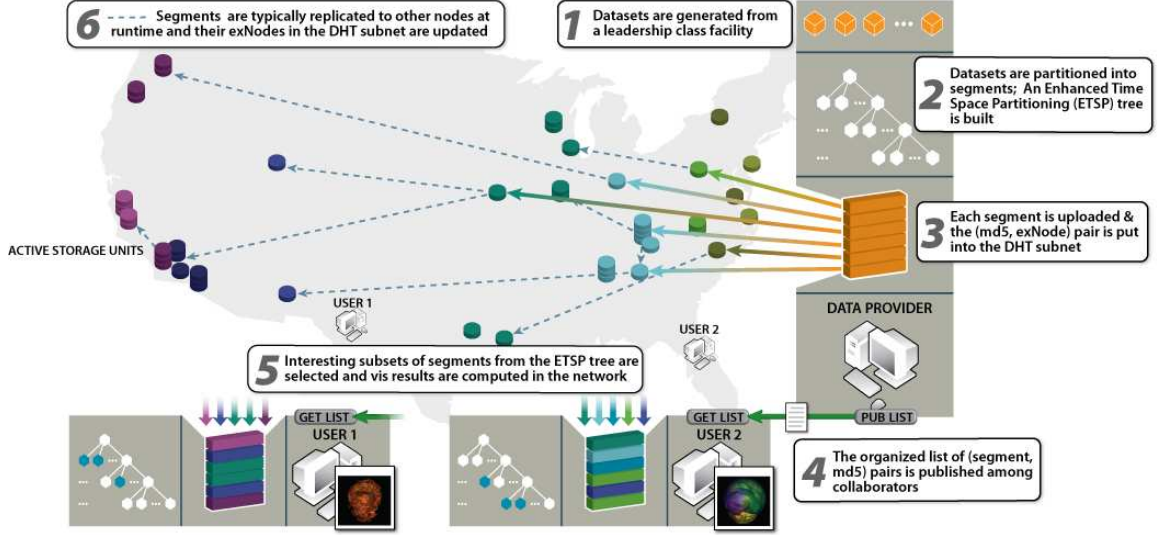 6 Segments are typically replicated to other nodes at
runtime and their exNodes in the DHT subnet are updated
1 Datasets are generated from
a leadership class facility
2 Datasets are partitioned into
segments; An Enhanced Time
Space Partitioning (ETSP) tree
is built
3 Each segment is uploaded &
the (md5, exNode) pair is put
into the DHT subnet
ACTIVE STORAGE UNITS
USER 1
USER 2
DATA PROVIDER
5 Interesting subsets of segments from the ETSP tree are
selected and vis results are computed in the network
GET LIST
USER 1
GET LIST
USER 2
PUB LIST
4 The organized list of (segment,
md5) pairs is published among
collaborators